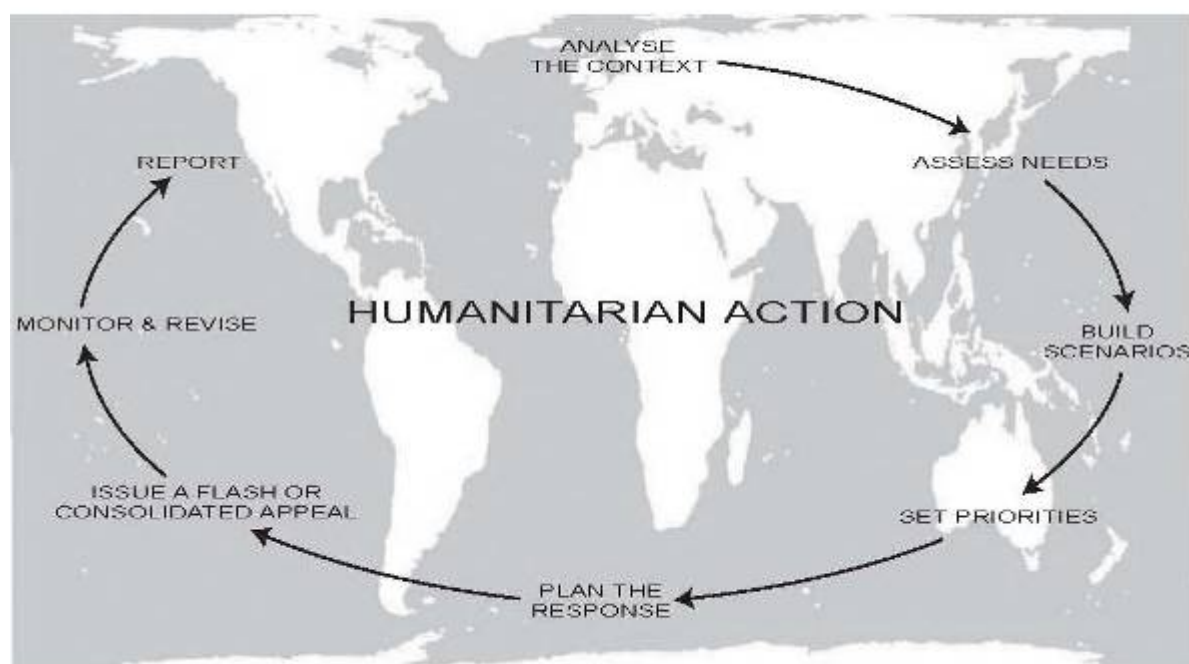 ANALYSE
THE CONTEXT
ASSESS NEEDS
BUILD
SCENARIOS
SET PRIORITIES
PLAN THE
RESPONSE
ISSUE A FLASH OR
CONSOLIDATED APPEAL
MONITOR & REVISE
REPORT
HUMANITARIAN ACTION